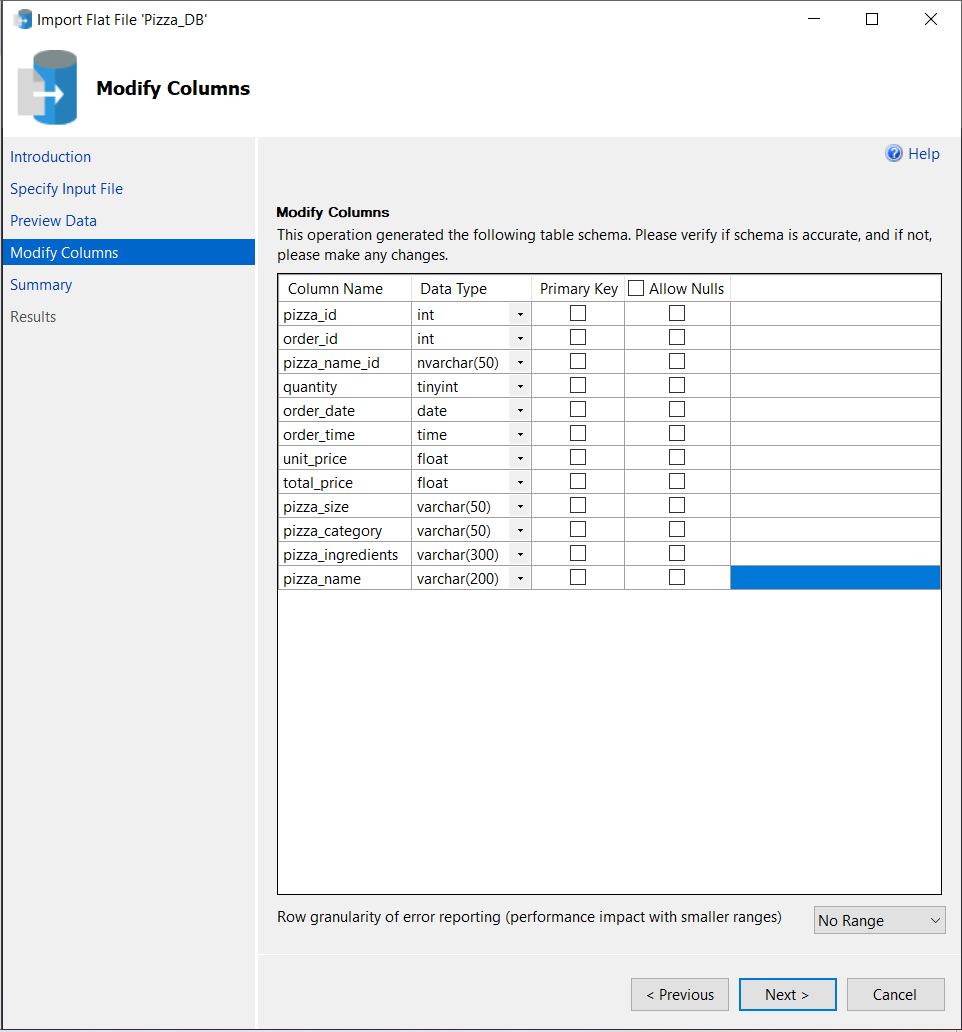 Import Flat File 'Pizza_DB'
Modify Columns
Introduction
Specify Input File
Preview Data
Modify Columns
Summary
Results
Help
Modify Columns
This operation generated the following table schema. Please verify if schema is accurate, and if not,
please make any changes.
Column Name Data Type Primary Key Allow Nulls
pizza_id int
order_id int
pizza_name_id nvarchar(50)
quantity tinyint
order_date date
order_time time
unit_price float
total_price float
pizza_size varchar(50)
pizza_category varchar(50)
pizza_ingredients varchar(300)
pizza_name varchar(200)
Row granularity of error reporting (performance impact with smaller ranges) No Range
< Previous Next > Cancel